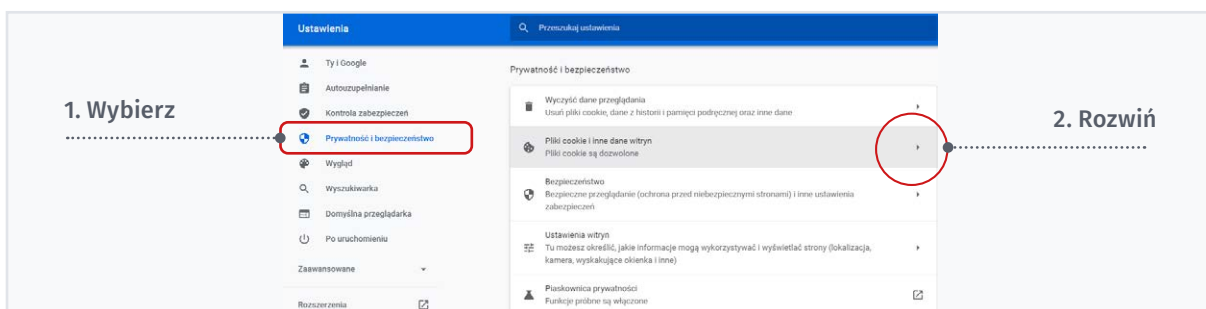 Ustawienia
Przeszukaj ustawienia
1. Wybierz
Ty i Google
Autouzupełnianie
Kontrola zabezpieczeń
Prywatność i bezpieczeństwo
Wygląd
Wyszukiwarka
Domyślna przeglądarka
Po uruchomieniu
Zaawansowane
Rozszerzenia
Prywatność i bezpieczeństwo
Wyczyść dane przeglądania
Usuń pliki cookie, dane z historii i pamięci podręcznej oraz inne dane
Pliki cookie i inne dane witryn
Pliki cookie są dozwolone
Bezpieczeństwo
Bezpieczne przeglądanie (ochrona przed niebezpiecznymi stronami) i inne ustawienia
zabezpieczeń
Ustawienia witryn
Tu możesz określić, jakie informacje mogą wykorzystywać i wyświetlać strony (lokalizacja,
kamera, wyskakujące okienka i inne)
Piaskownica prywatności
Funkcje próbne są włączone
2. Rozwiń